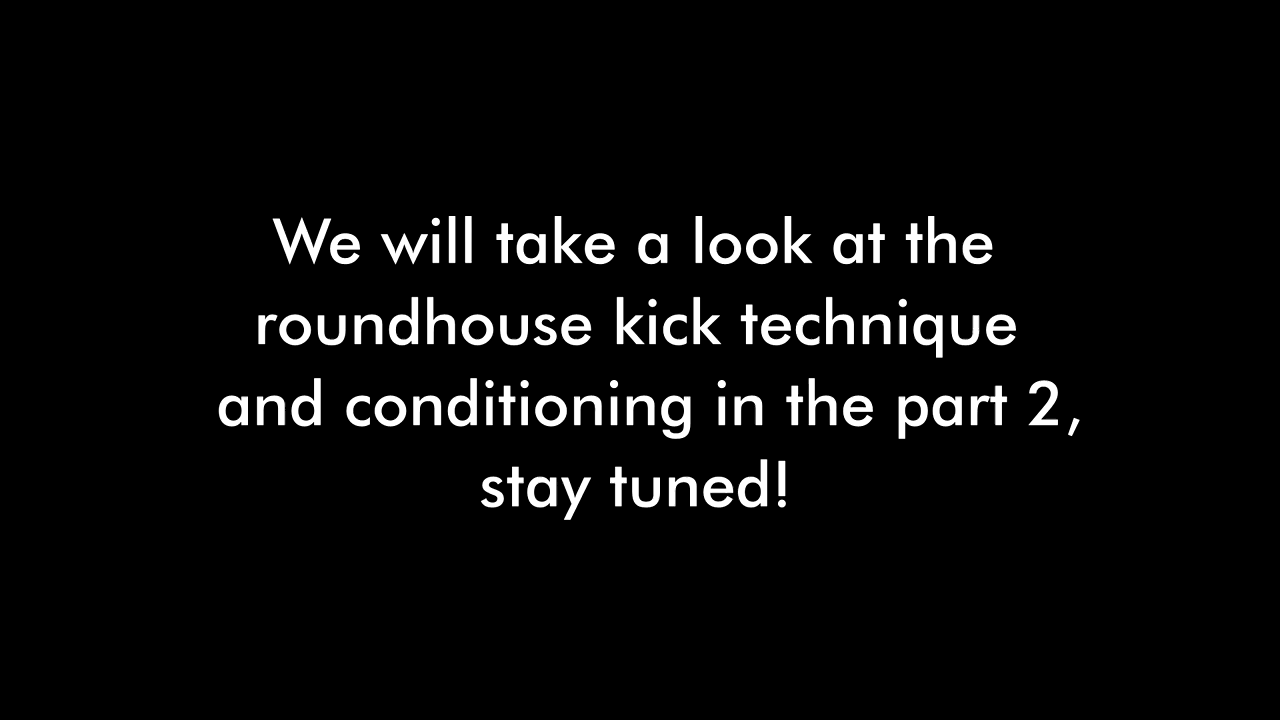 We will take a look at the
roundhouse kick technique
and conditioning in the part 2,
stay tuned!